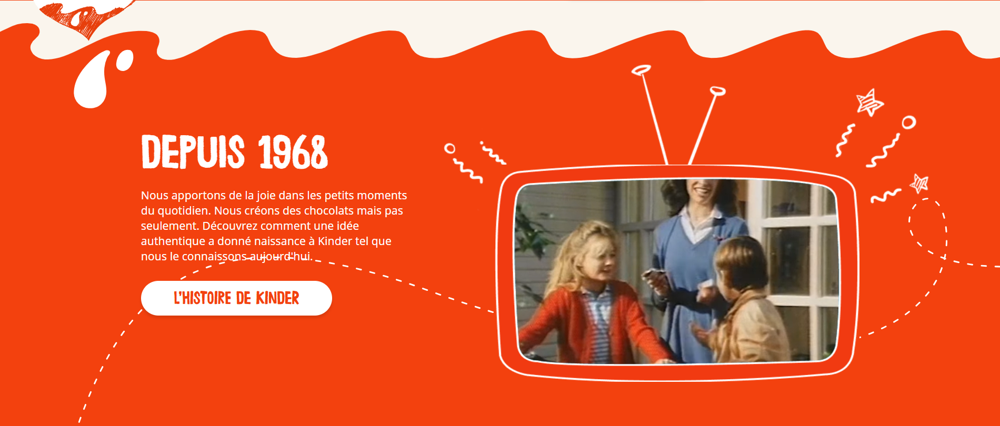 DEPUIS 1968
Nous apportons de la joie dans les petits moments
du quotidien. Nous créons des chocolats mais pas
seulement. Découvrez comment une idée
authentique a donné naissance à Kinder tel que
nous le connaissons aujourd'hui.
L'HISTOIRE DE KINDER